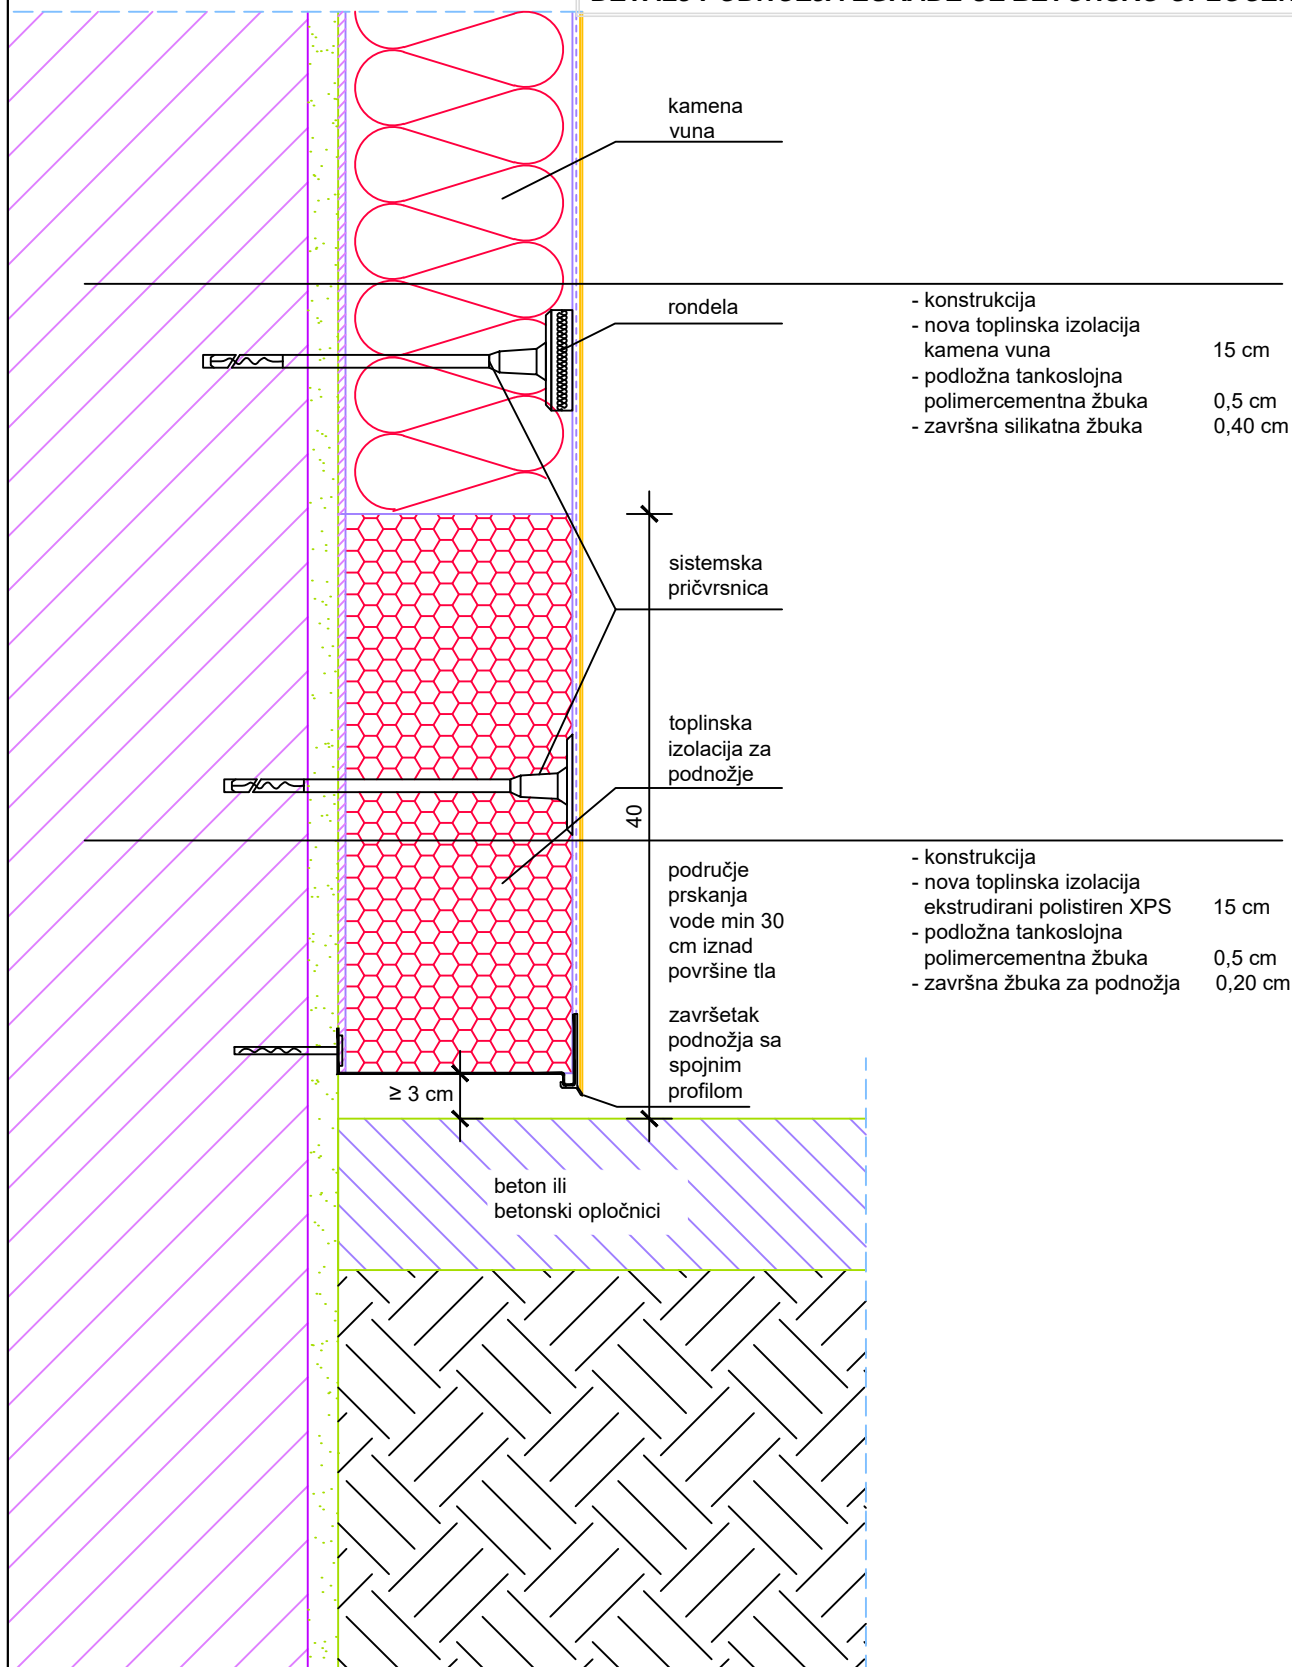 kamena
vuna
rondela
- konstrukcija
- nova toplinska izolacija
kamena vuna 15 cm
- podložna tankoslojna
polimercementna žbuka 0,5 cm
- završna silikatna žbuka 0,40 cm
sistemska
pričvrsnica
toplinska
izolacija za
podnožje
40
- konstrukcija
- nova toplinska izolacija
ekstrudirani polistiren XPS 15 cm
- podložna tankoslojna
polimercementna žbuka 0,5 cm
- završna žbuka za podnožja 0,20 cm
područje
prskanja
vode min 30
cm iznad
površine tla
završetak
podnožja sa
spojnim
profilom
≥ 3 cm
beton ili
betonski opločnici